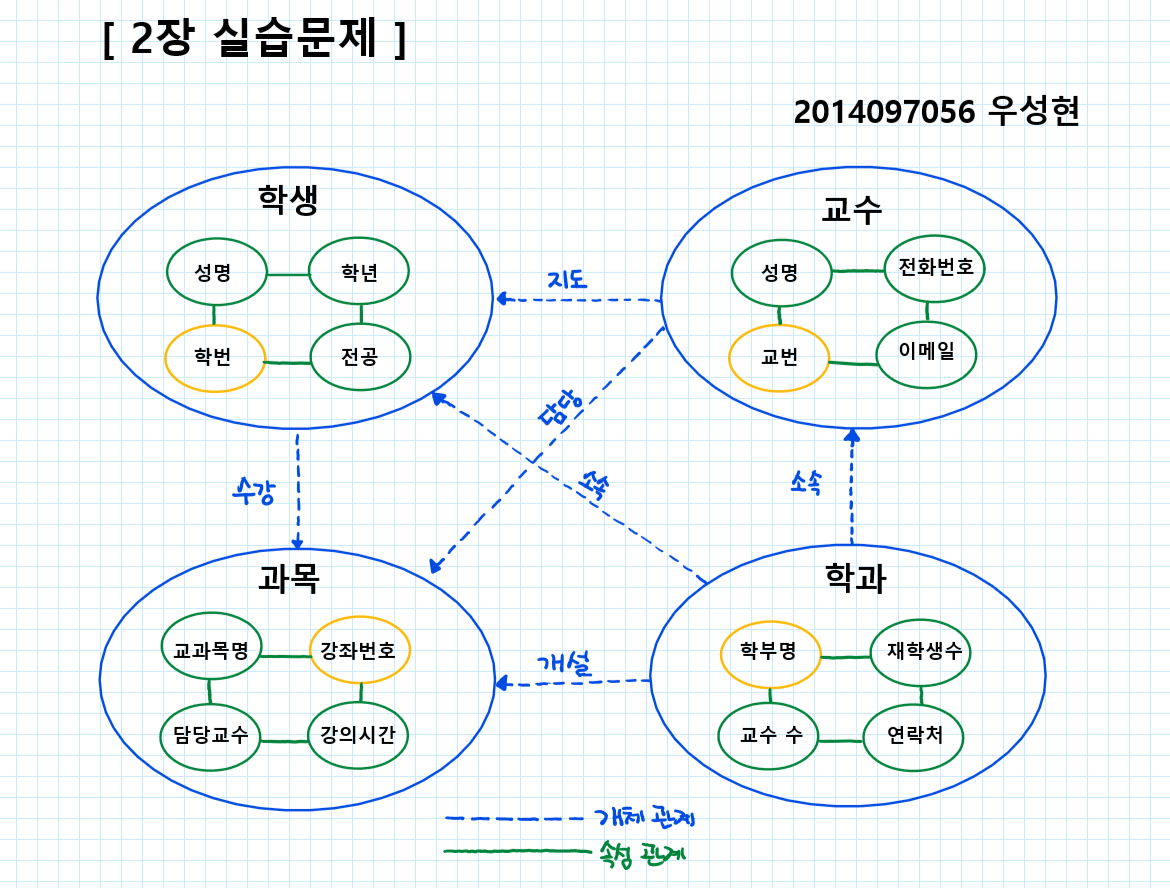 [ 2장 실습문제 ]
2014097056 우성현
학생
성명 학년
학번 전공
교수
성명 전화번호
교번 이메일
지도
담당
수강
소속
소속
과목
교과목명 강좌번호
담당교수 강의시간
개설
학과
학부명 재학생수
교수 수 연락처
개체 관계
속성 관계